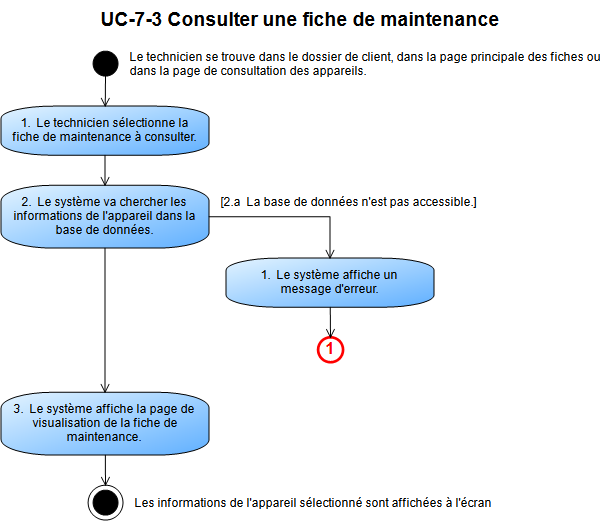 UC-7-3 Consulter une fiche de maintenance
Le technicien se trouve dans le dossier de client, dans la page principale des fiches ou
dans la page de consultation des appareils.
1. Le technicien sélectionne la
fiche de maintenance à consulter.
2. Le système va chercher les
informations de l'appareil dans la
base de données.
[2.a La base de données n'est pas accessible.]
1. Le système affiche un
message d'erreur.
1
3. Le système affiche la page de
visualisation de la fiche de
maintenance.
Les informations de l'appareil sélectionné sont affichées à l'écran